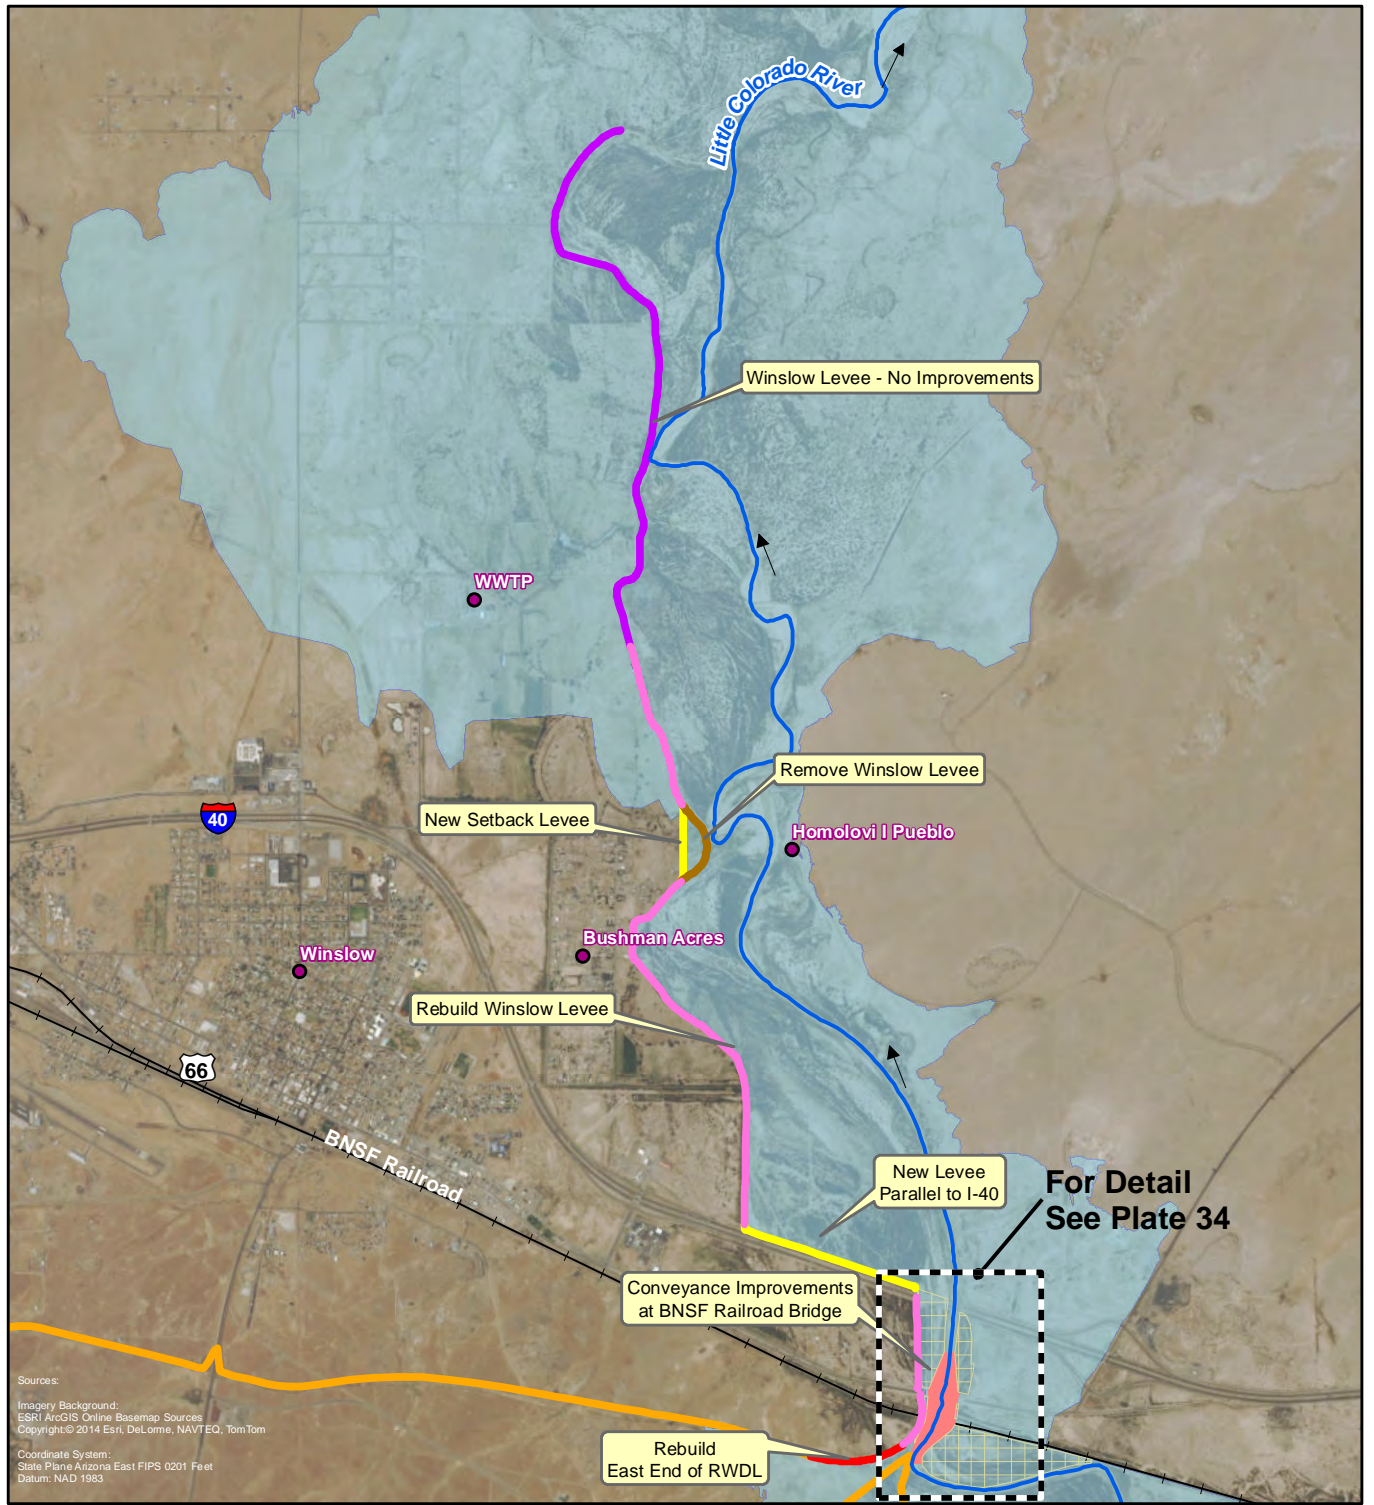 Little Colorado River
Winslow Levee - No Improvements
WWTP
Remove Winslow Levee
New Setback Levee
40
Homolovi I Pueblo
Bushman Acres
Winslow
Rebuild Winslow Levee
66
BNSF Railroad
New Levee
Parallel to I-40
For Detail
See Plate 34
Conveyance Improvements
at BNSF Railroad Bridge
Rebuild
East End of RWDL
Sources:
Imagery Background:
ESRI ArcGIS Online Basemap Sources
Copyright:© 2014 Esri, DeLorme, NAVTEQ, TomTom
Coordinate System:
State Plane Arizona East FIPS 0201 Feet
Datum: NAD 1983